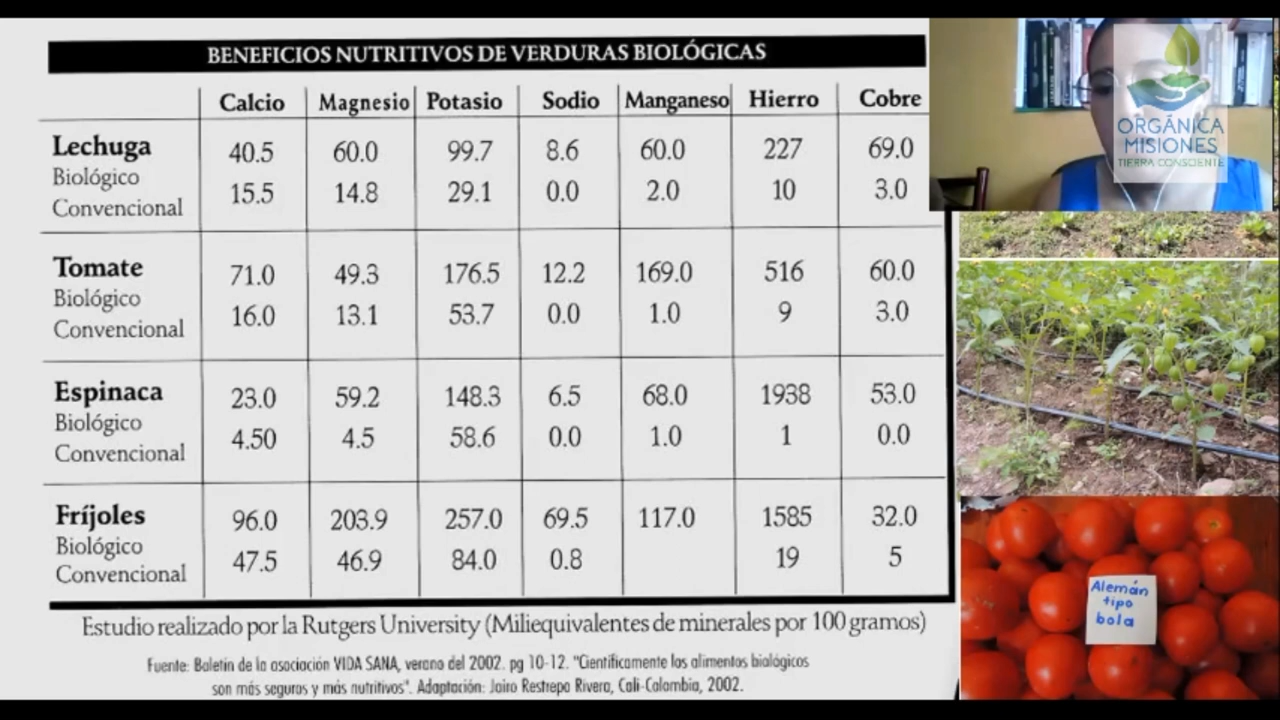 BENEFICIOS NUTRITIVOS DE VERDURAS BIOLÓGICAS
Calcio Magnesio Potasio Sodio Manganeso Hierro Cobre
Lechuga
Biológico 40.5 60.0 99.7 8.6 60.0 227 69.0
Convencional 15.5 14.8 29.1 0.0 2.0 10 3.0
Tomate
Biológico 71.0 49.3 176.5 12.2 169.0 516 60.0
Convencional 16.0 13.1 53.7 0.0 1.0 9 3.0
Espinaca
Biológico 23.0 59.2 148.3 6.5 68.0 1938 53.0
Convencional 4.50 4.5 58.6 0.0 1.0 1 0.0
Fríjoles
Biológico 96.0 203.9 257.0 69.5 117.0 1585 32.0
Convencional 47.5 46.9 84.0 0.8 19 5
Estudio realizado por la Rutgers University (Miliequivalentes de minerales por 100 gramos)
Fuente: Boletín de la asociación VIDA SANA, verano del 2002. pg 10-12. "Científicamente los alimentos biológicos
son más seguros y más nutritivos". Adaptación: Jairo Restrepo Rivera, Cali-Colombia, 2002.
ORGÁNICA
MISIONES
TIERRA CONSCIENTE
Alemán
tipo
bola